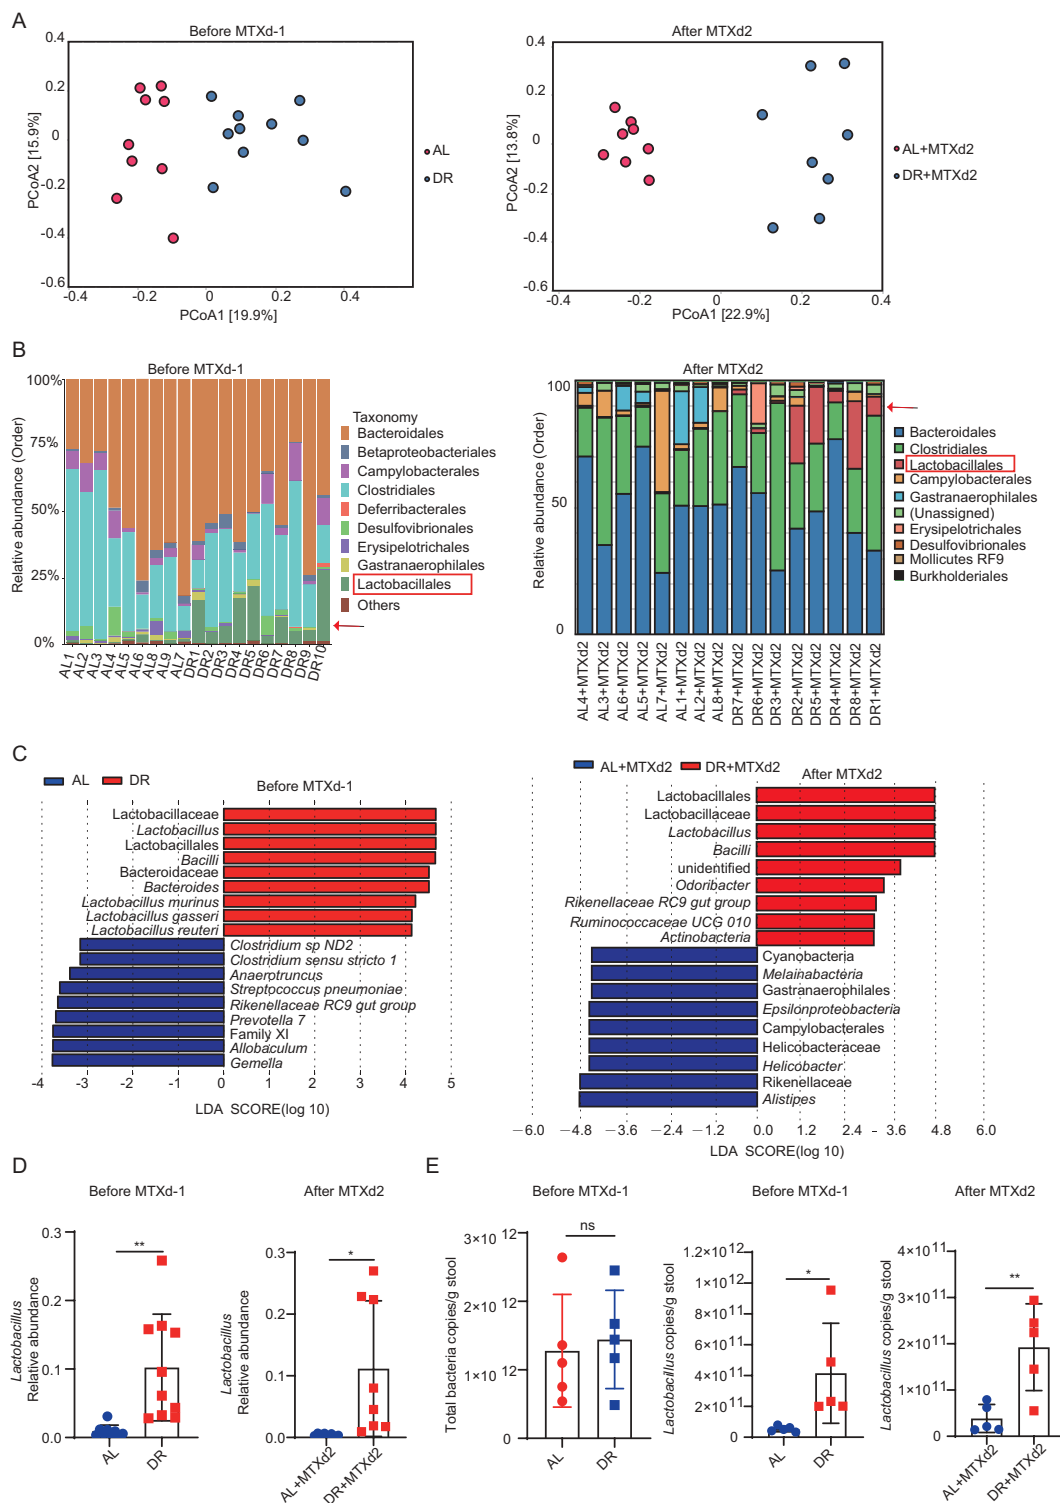 A
Before MTXd-1
0.4
0.2
0
-0.2
-0.4
-0.6
PCoA2 [15.9%]
-0.4
-0.2
0
0.2
0.4
PCoA1 [19.9%]
AL
DR
After MTXd2
0.4
0.2
0
-0.2
-0.4
-0.6
PCoA2 [13.8%]
-0.4
-0.2
0
0.2
0.4
PCoA1 [22.9%]
AL+MTXd2
DR+MTXd2
B
Before MTXd-1
100%
75%
50%
25%
0%
Relative abundance (Order)
AL1
AL2
AL3
AL4
AL5
AL6
AL8
AL9
AL7
DR1
DR2
DR3
DR4
DR5
DR6
DR7
DR8
DR9
DR10
Taxonomy
Bacteroidales
Betaproteobacteriales
Campylobacterales
Clostridiales
Deferribacterales
Desulfovibrionales
Erysipelotrichales
Gastranaerophilales
Lactobacillales
Others
After MTXd2
100
50
0
Relative abundance (Order)
AL4+MTXd2
AL3+MTXd2
AL6+MTXd2
AL5+MTXd2
AL7+MTXd2
AL1+MTXd2
AL2+MTXd2
AL8+MTXd2
DR7+MTXd2
DR6+MTXd2
DR3+MTXd2
DR2+MTXd2
DR5+MTXd2
DR4+MTXd2
DR8+MTXd2
DR1+MTXd2
Bacteroidales
Clostridiales
Lactobacillales
Campylobacterales
Gastranaerophilales
(Unassigned)
Erysipelotrichales
Desulfovibrionales
Mollicutes RF9
Burkholderiales
C
AL
DR
Before MTXd-1
Lactobacillaceae
Lactobacillus
Lactobacillales
Bacilli
Bacteroidaceae
Bacteroides
Lactobacillus murinus
Lactobacillus gasseri
Lactobacillus reuteri
Clostridium sp ND2
Clostridium sensu stricto 1
Anaerptruncus
Streptococcus pneumoniae
Rikenellaceae RC9 gut group
Prevotella 7
Family XI
Allobaculum
Gemella
-4
-3
-2
-1
0
1
2
3
4
5
LDA SCORE(log 10)
AL+MTXd2
DR+MTXd2
After MTXd2
Lactobacillales
Lactobacillaceae
Lactobacillus
Bacilli
unidentified
Odoribacter
Rikenellaceae RC9 gut group
Ruminococcaceae UCG 010
Actinobacteria
Cyanobacteria
Melainabacteria
Gastranaerophilales
Epsilonproteobacteria
Campylobacterales
Helicobacteraceae
Helicobacter
Rikenellaceae
Alistipes
−6.0
−4.8
−3.6
−2.4
−1.2
0.0
1.2
2.4
3.6
4.8
6.0
LDA SCORE(log 10)
D
Before MTXd-1
0.3
0.2
0.1
0.0
Lactobacillus
Relative abundance
**
AL
DR
After MTXd2
0.3
0.2
0.1
0.0
Lactobacillus
Relative abundance
*
AL+MTXd2
DR+MTXd2
E
Before MTXd-1
3×10 12
2×10 12
1×10 12
0
Total bacteria copies/g stool
ns
AL
DR
Before MTXd-1
1.2×10 12
1×10 12
8×10 11
6×10 11
4×10 11
2×10 11
0
Lactobacillus copies/g stool
*
AL
DR
After MTXd2
4×10 11
3×10 11
2×10 11
1×10 11
0
Lactobacillus copies/g stool
**
AL+MTXd2
DR+MTXd2